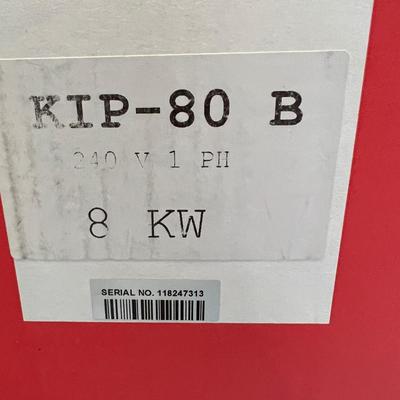 KIP-80 B
240 V 1 PH
8 KW
SERIAL NO. 118247313